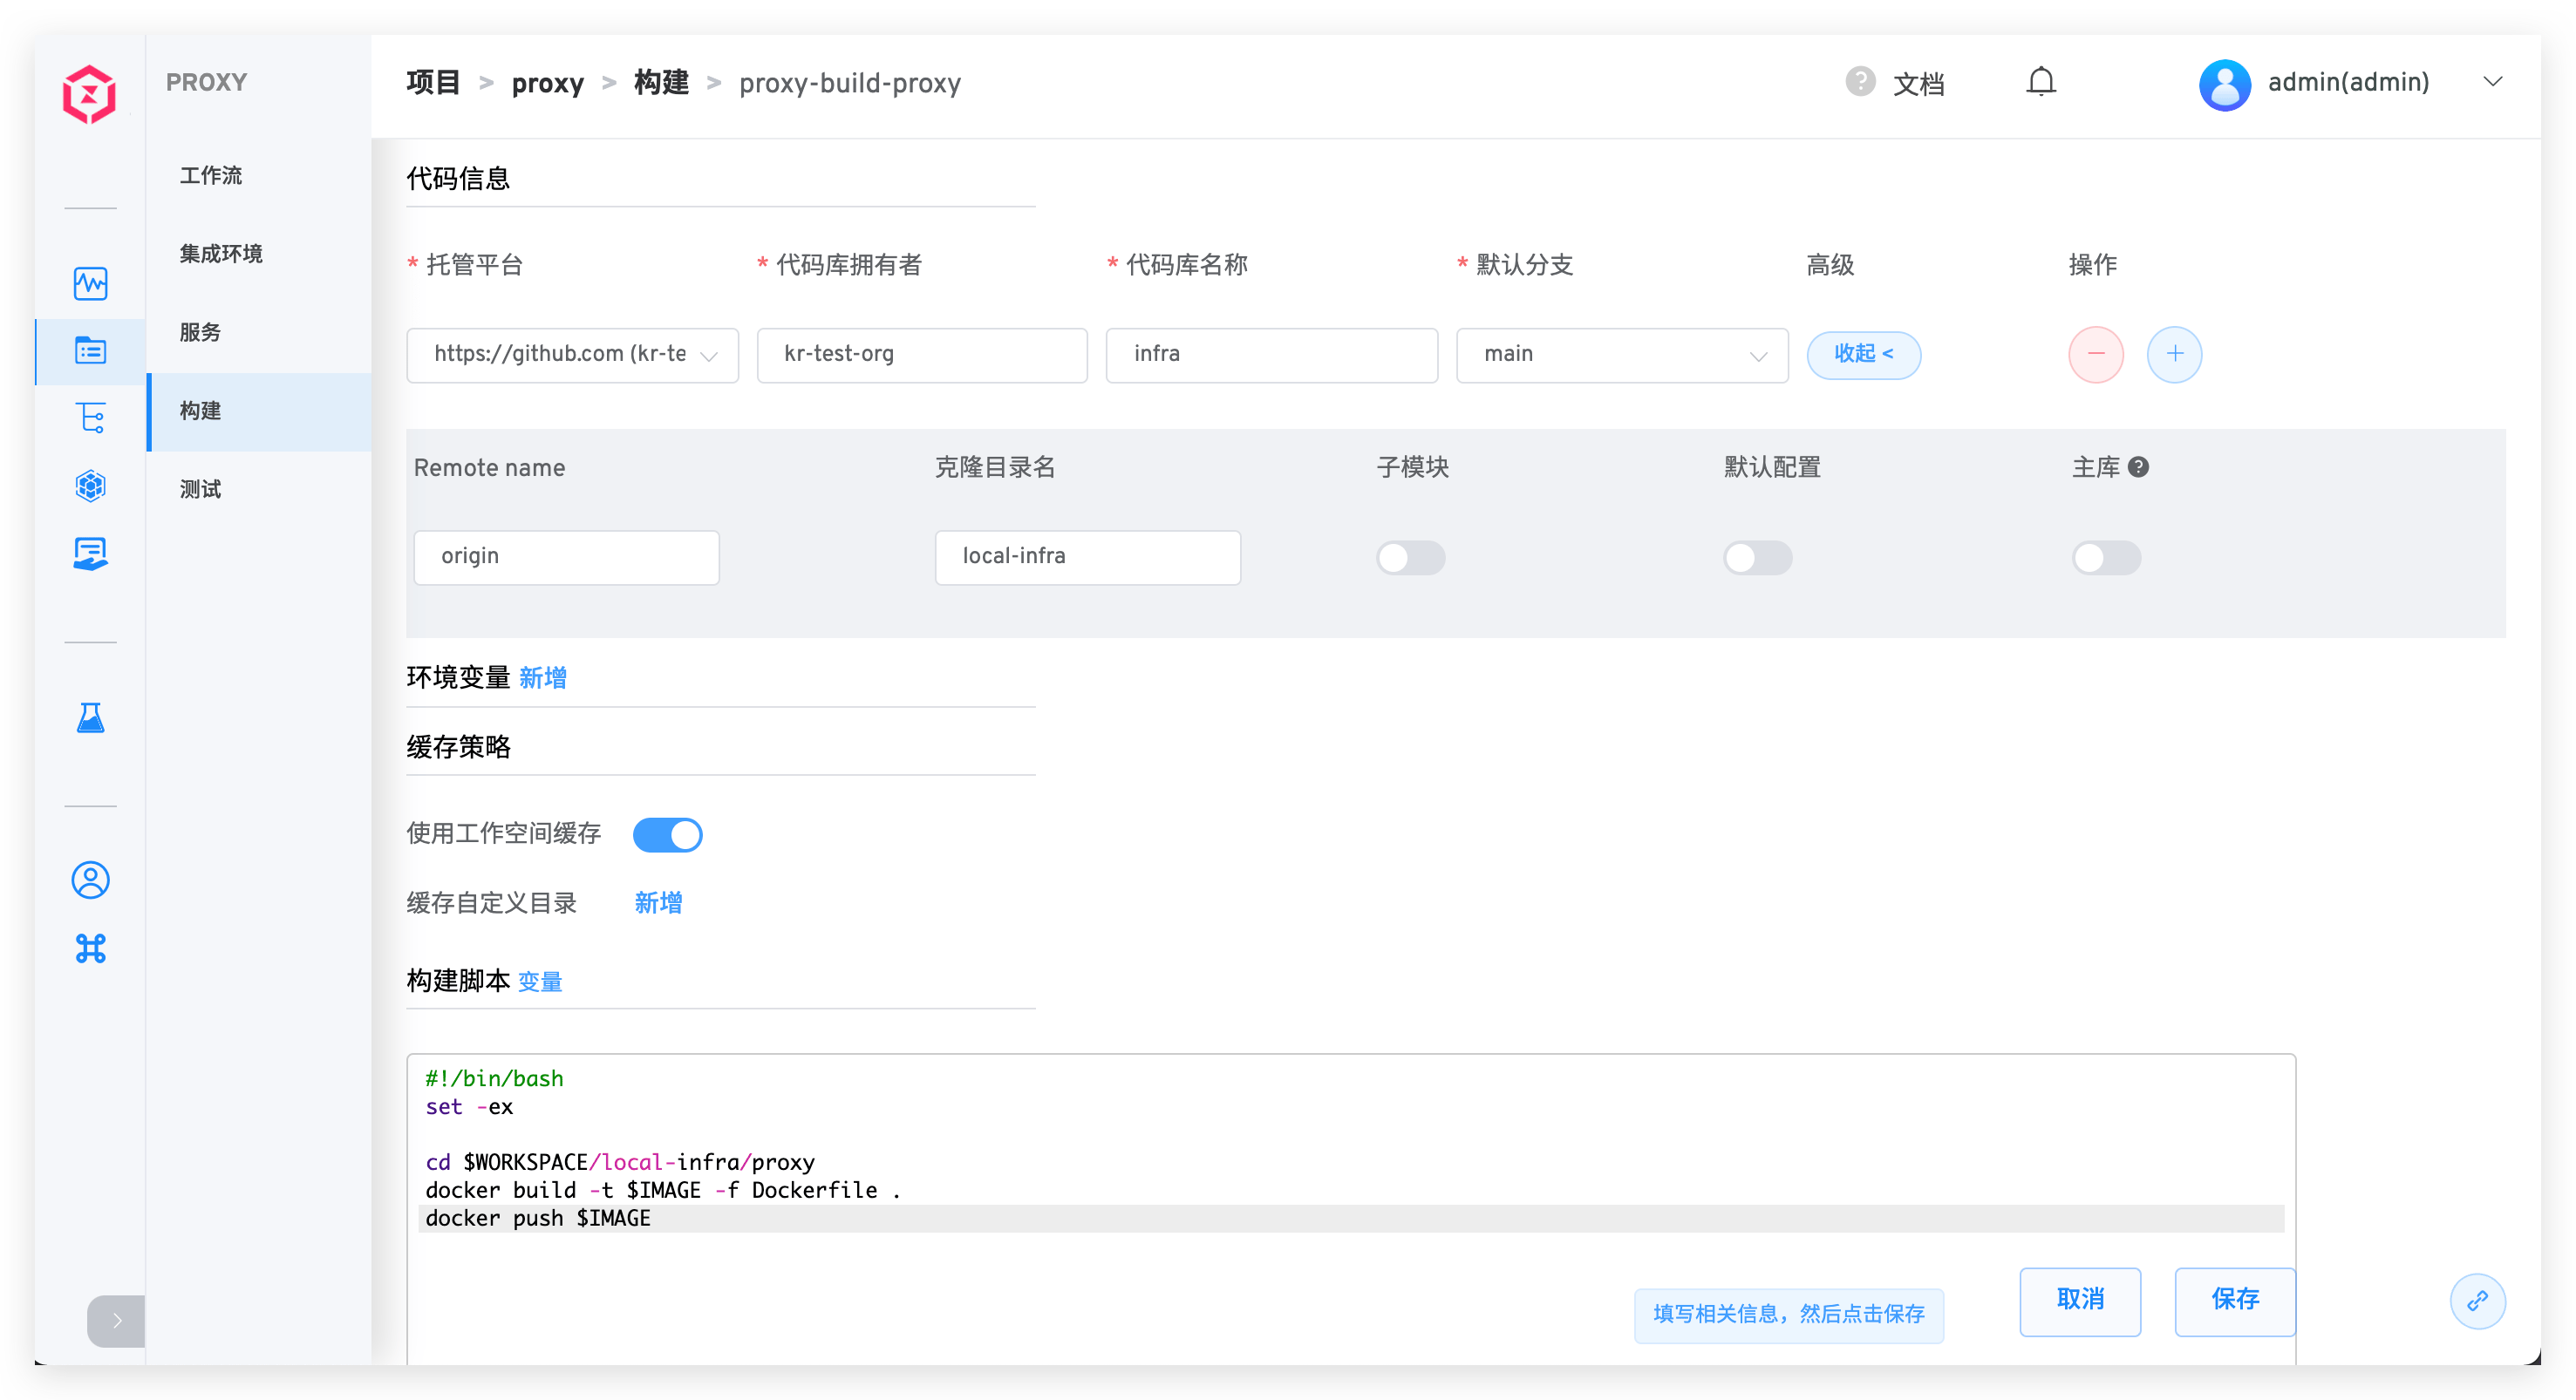 PROXY
工作流
集成环境
服务
构建
测试
项目 > proxy > 构建 > proxy-build-proxy
? 文档
admin(admin)
代码信息
* 托管平台 * 代码库拥有者 * 代码库名称 * 默认分支 高级 操作
https://github.com (kr-te kr-test-org infra main 收起 <
Remote name 克隆目录名 子模块 默认配置 主库 ?
origin local-infra
环境变量 新增
缓存策略
使用工作空间缓存
缓存自定义目录 新增
构建脚本 变量
#!/bin/bash
set -ex
cd $WORKSPACE/local-infra/proxy
docker build -t $IMAGE -f Dockerfile .
docker push $IMAGE
填写相关信息，然后点击保存 取消 保存